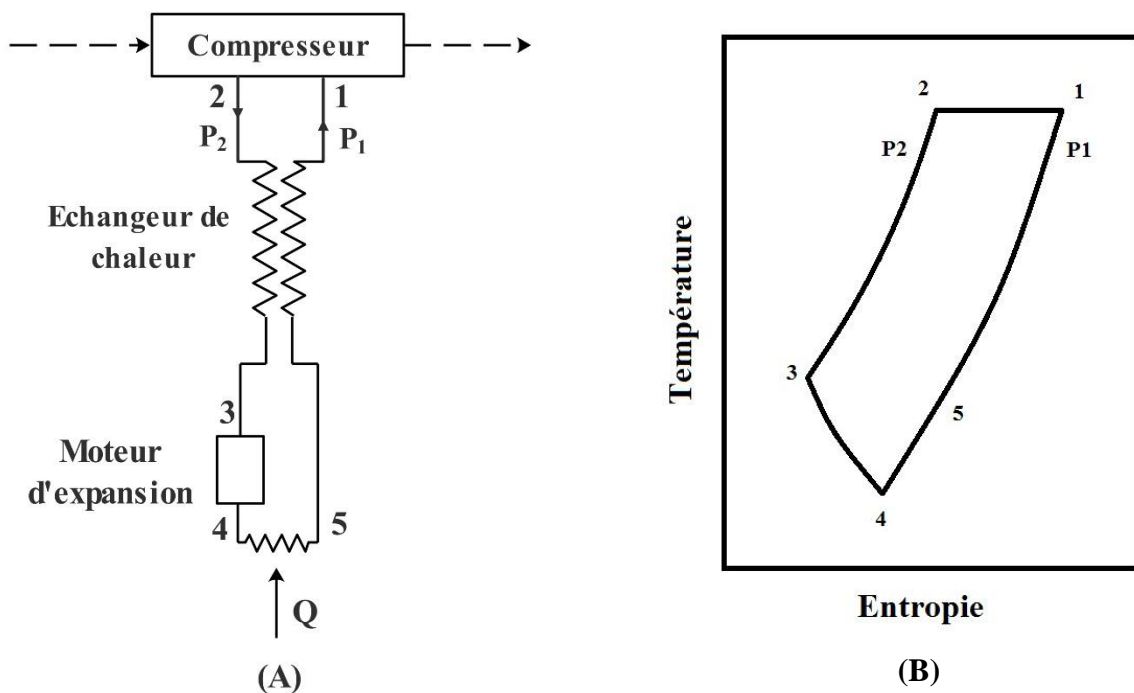 Compresseur
2
1
P₂
P₁
Echangeur de
chaleur
3
Moteur
d'expansion
4
5
Q
(A)
2
1
P2
P1
Température
3
5
4
Entropie
(B)